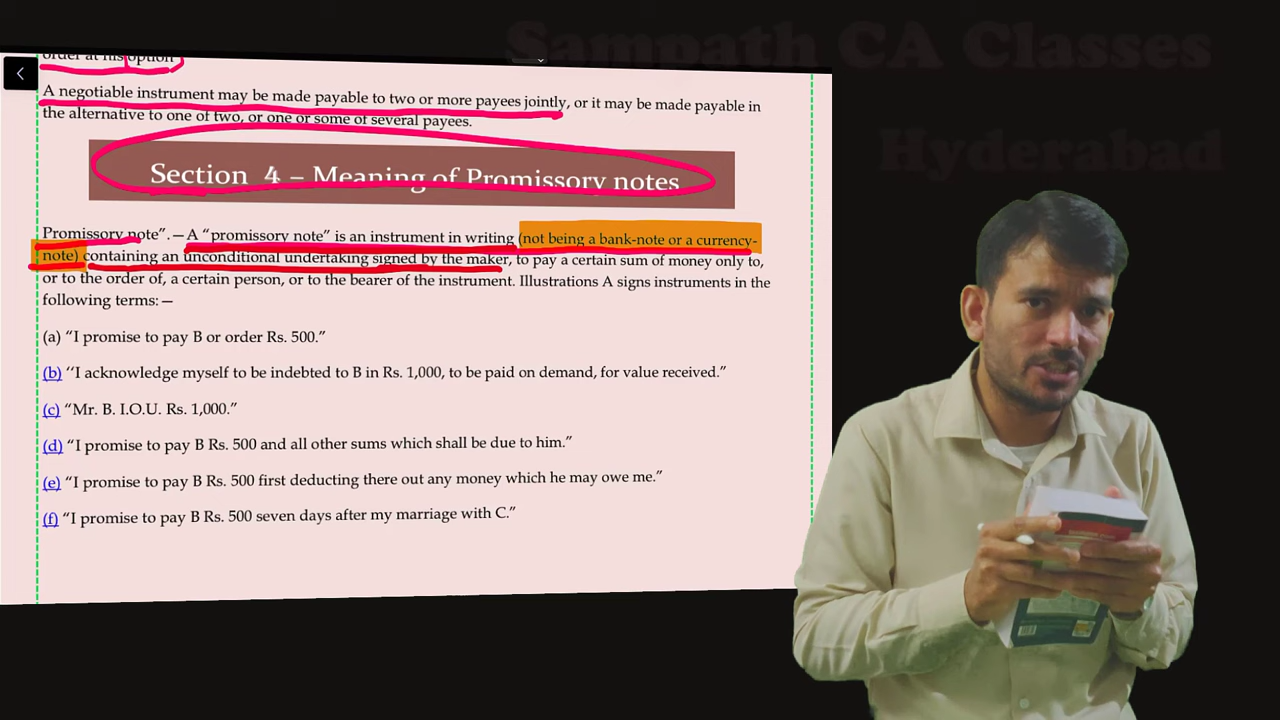 Sampath CA Classes
Hyderabad
order at his option
A negotiable instrument may be made payable to two or more payees jointly, or it may be made payable in
the alternative to one of two, or one or some of several payees.
Section 4 – Meaning of Promissory notes
Promissory note”.—A “promissory note” is an instrument in writing (not being a bank-note or a currency-
note) containing an unconditional undertaking signed by the maker, to pay a certain sum of money only to,
or to the order of, a certain person, or to the bearer of the instrument. Illustrations A signs instruments in the
following terms:—
(a) “I promise to pay B or order Rs. 500.”
(b) “I acknowledge myself to be indebted to B in Rs. 1,000, to be paid on demand, for value received.”
(c) “Mr. B. I.O.U. Rs. 1,000.”
(d) “I promise to pay B Rs. 500 and all other sums which shall be due to him.”
(e) “I promise to pay B Rs. 500 first deducting there out any money which he may owe me.”
(f) “I promise to pay B Rs. 500 seven days after my marriage with C.”